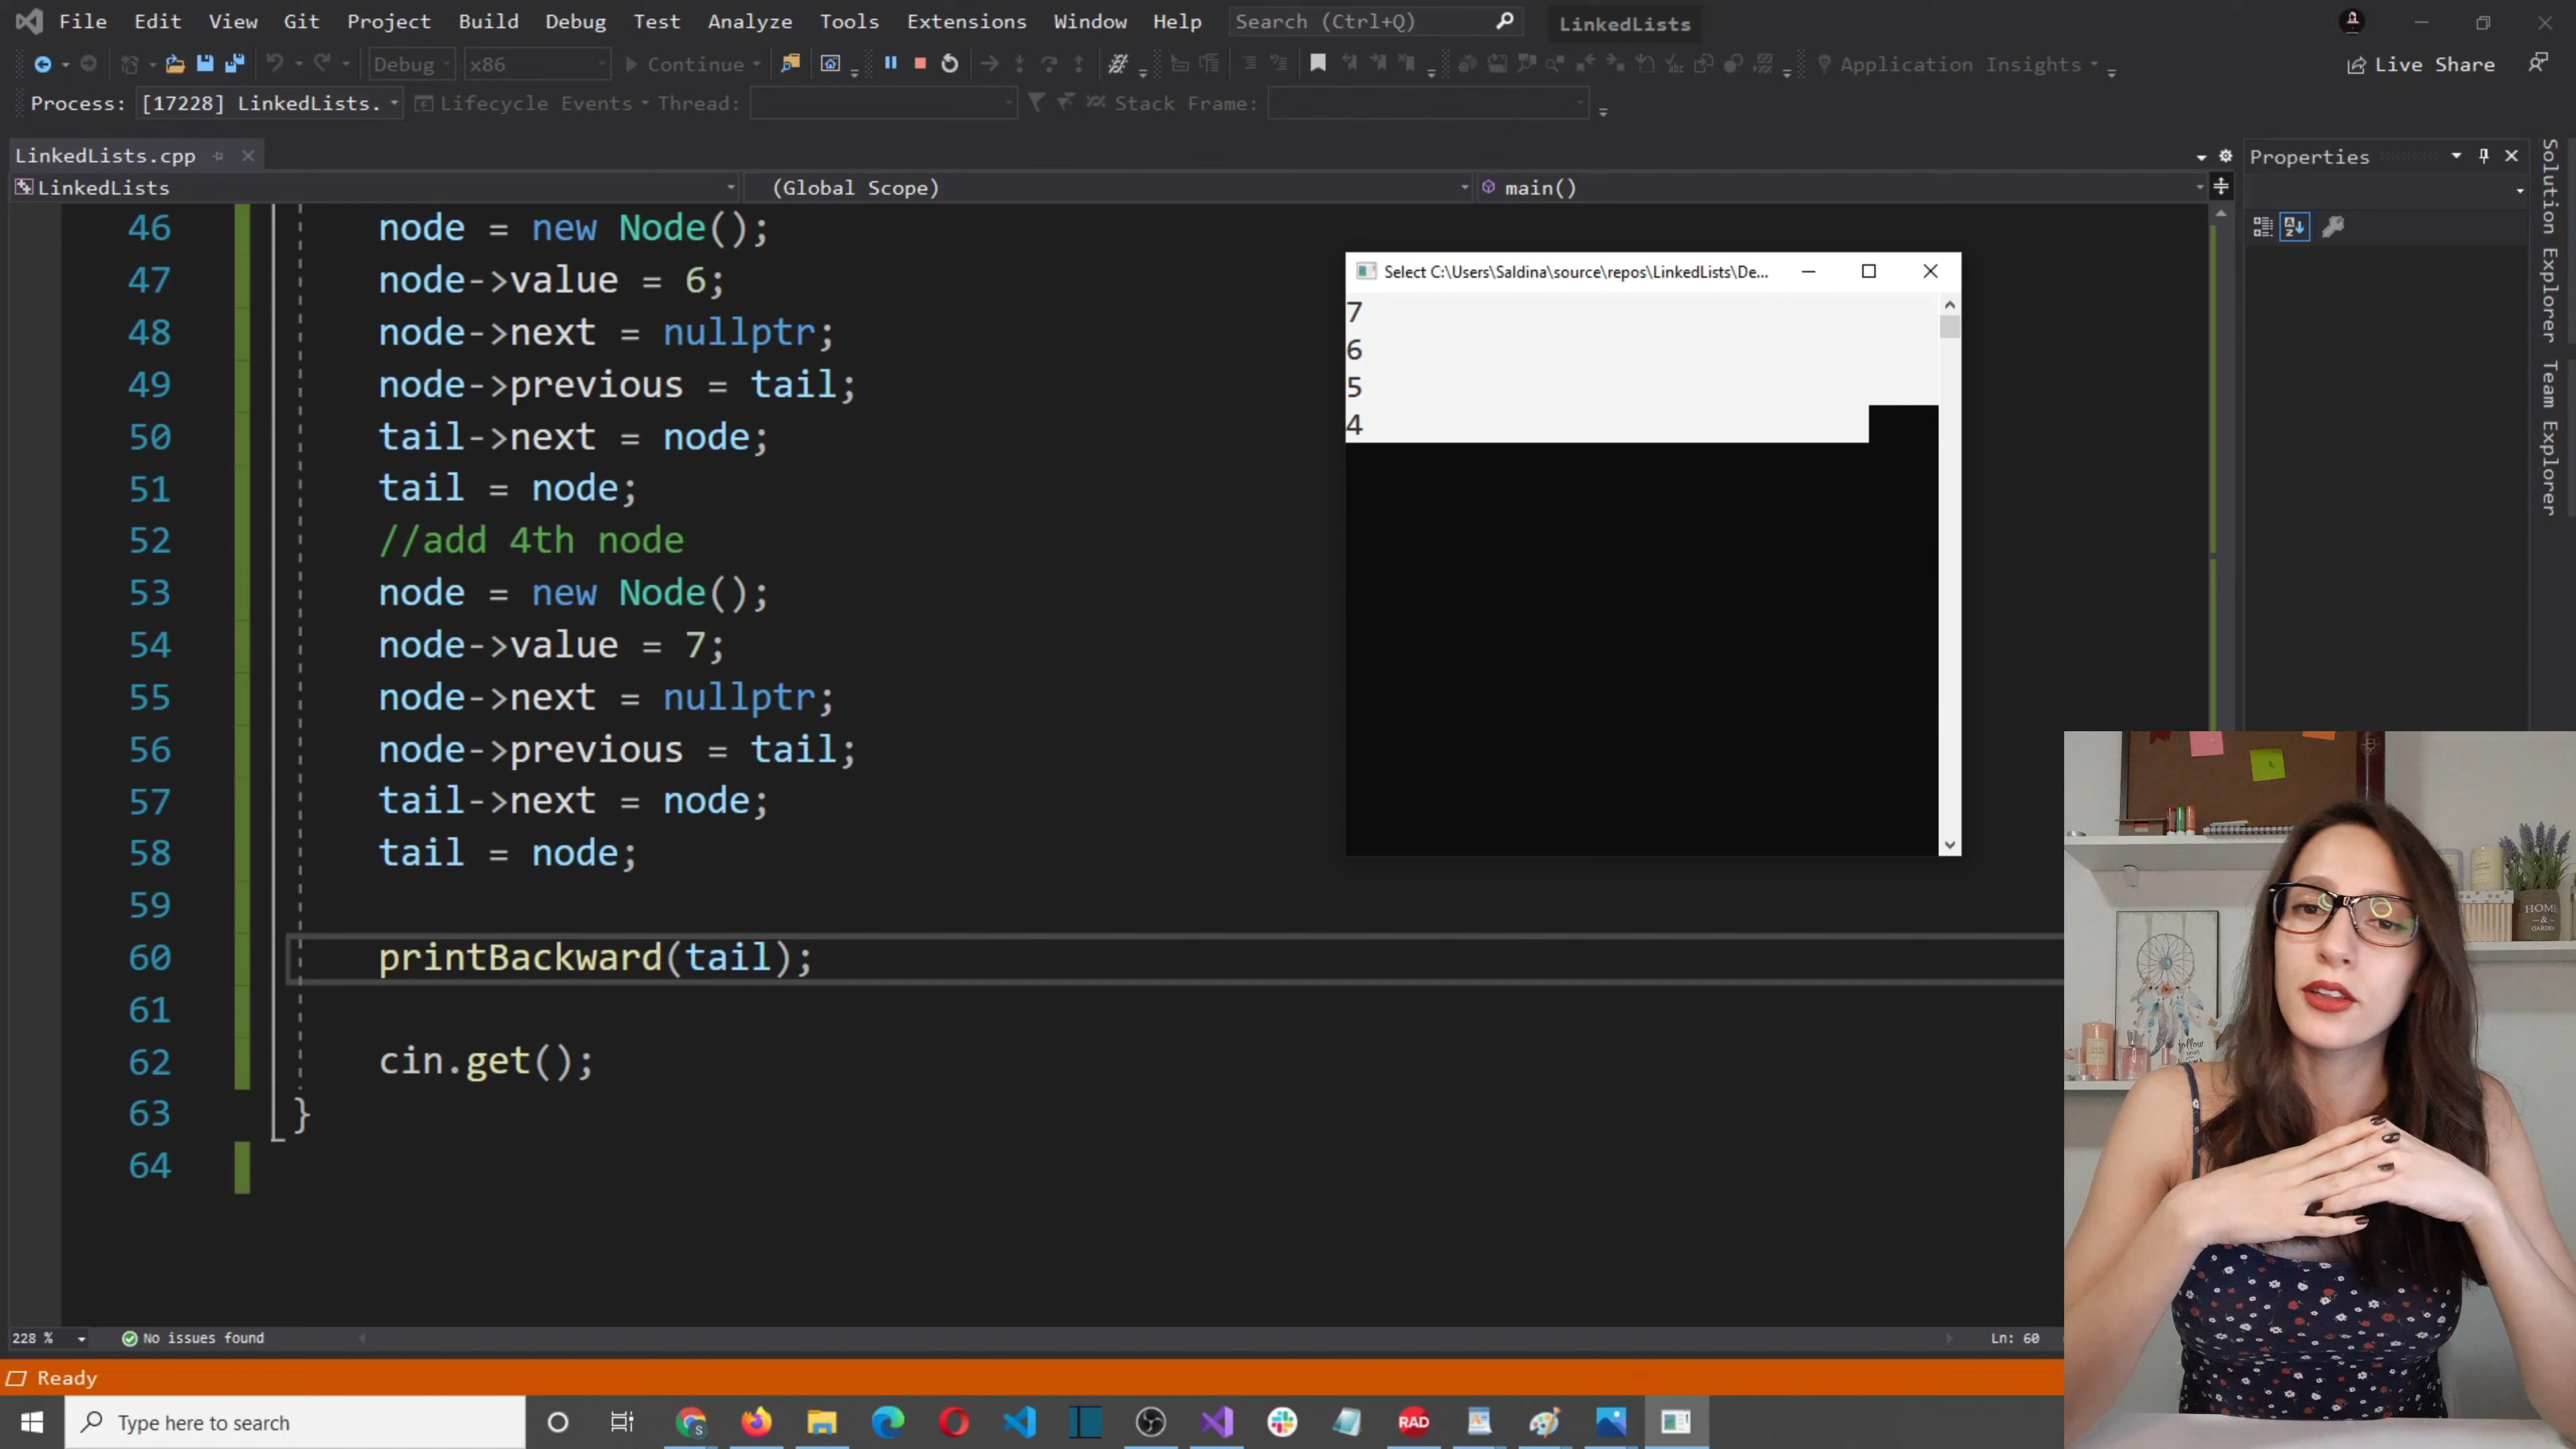 File Edit View Git Project Build Debug Test Analyze Tools Extensions Window Help Search (Ctrl+Q) LinkedLists
Debug x86 Continue Application Insights Live Share
Process: [17228] LinkedLists. Lifecycle Events Thread: Stack Frame:
LinkedLists.cpp
Properties
LinkedLists (Global Scope) main()
Solution Explorer
Team Explorer
46 node = new Node();
47 node->value = 6;
48 node->next = nullptr;
49 node->previous = tail;
50 tail->next = node;
51 tail = node;
52 //add 4th node
53 node = new Node();
54 node->value = 7;
55 node->next = nullptr;
56 node->previous = tail;
57 tail->next = node;
58 tail = node;
59
60 printBackward(tail);
61
62 cin.get();
63 }
64
Select C:\Users\Saldina\source\repos\LinkedLists\De...
7
6
5
4
HOME
& GARDEN
follow
228 % No issues found Ln: 60
Ready
Type here to search
RAD